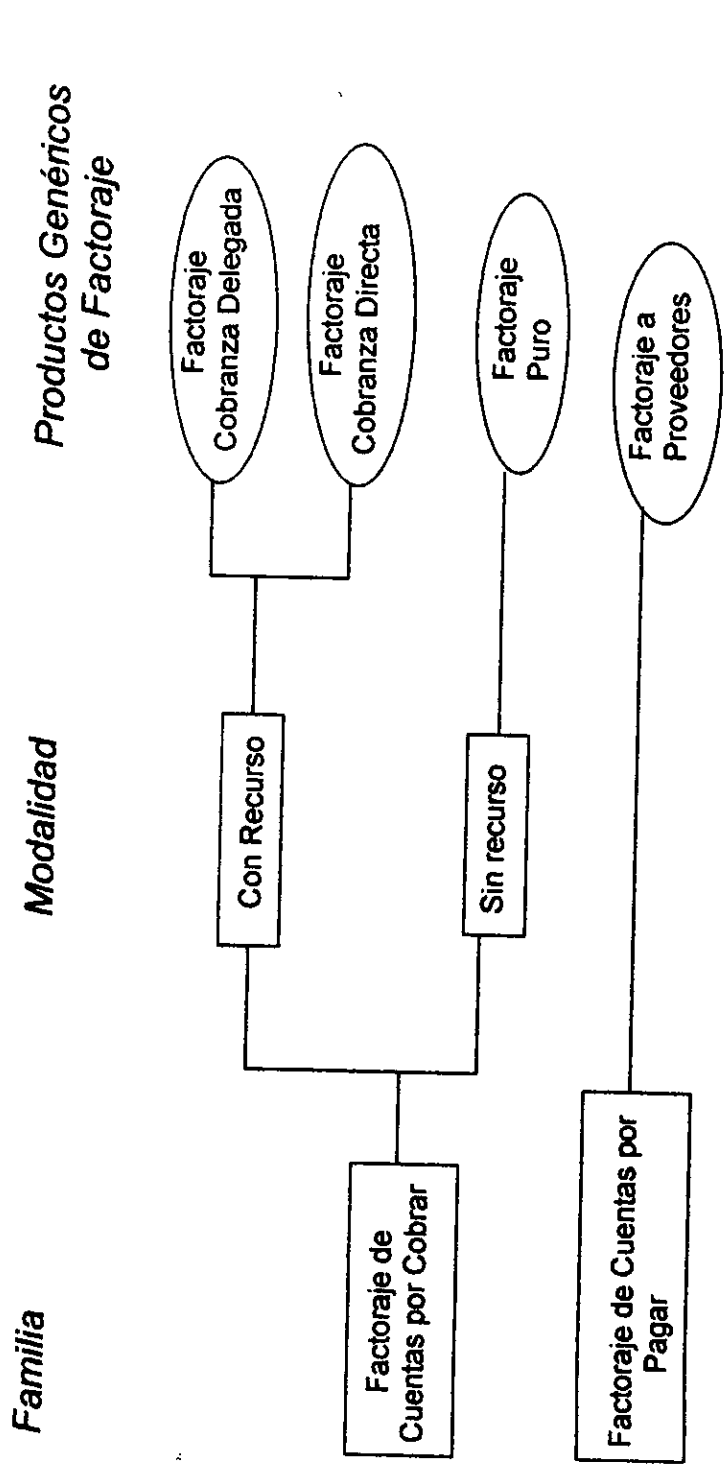 Familia
Modalidad
Productos Genéricos
de Factoraje
Factoraje de
Cuentas por Cobrar
Con Recurso
Factoraje
Cobranza Delegada
Factoraje
Cobranza Directa
Sin recurso
Factoraje
Puro
Factoraje de Cuentas por
Pagar
Factoraje a
Proveedores